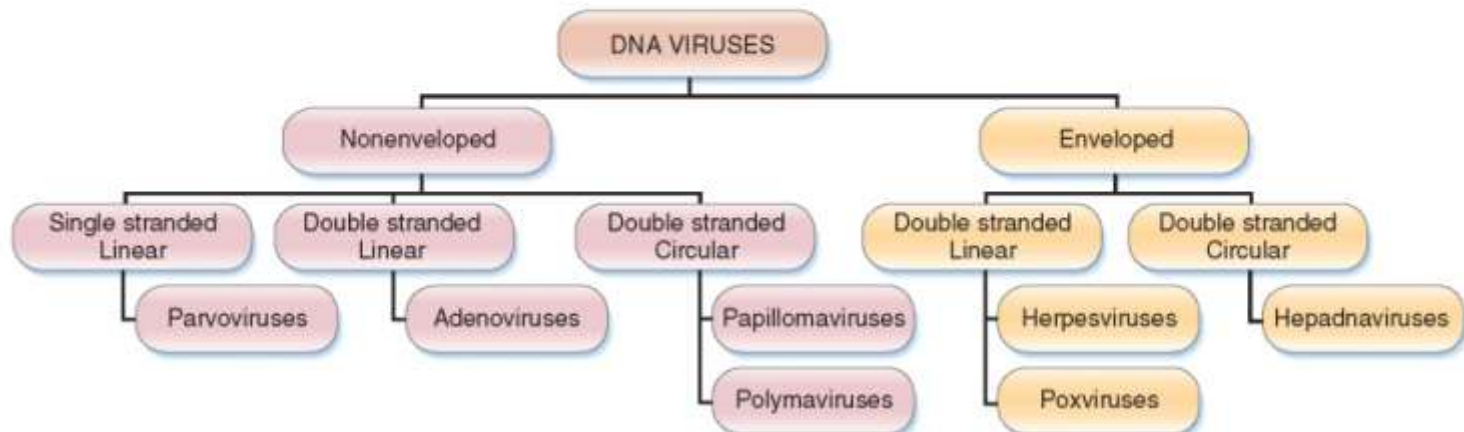 DNA VIRUSES
Nonenveloped
Enveloped
Single stranded
Linear
Double stranded
Linear
Double stranded
Circular
Double stranded
Linear
Double stranded
Circular
Parvoviruses
Adenoviruses
Papillomaviruses
Herpesviruses
Hepadnaviruses
Polymaviruses
Poxviruses